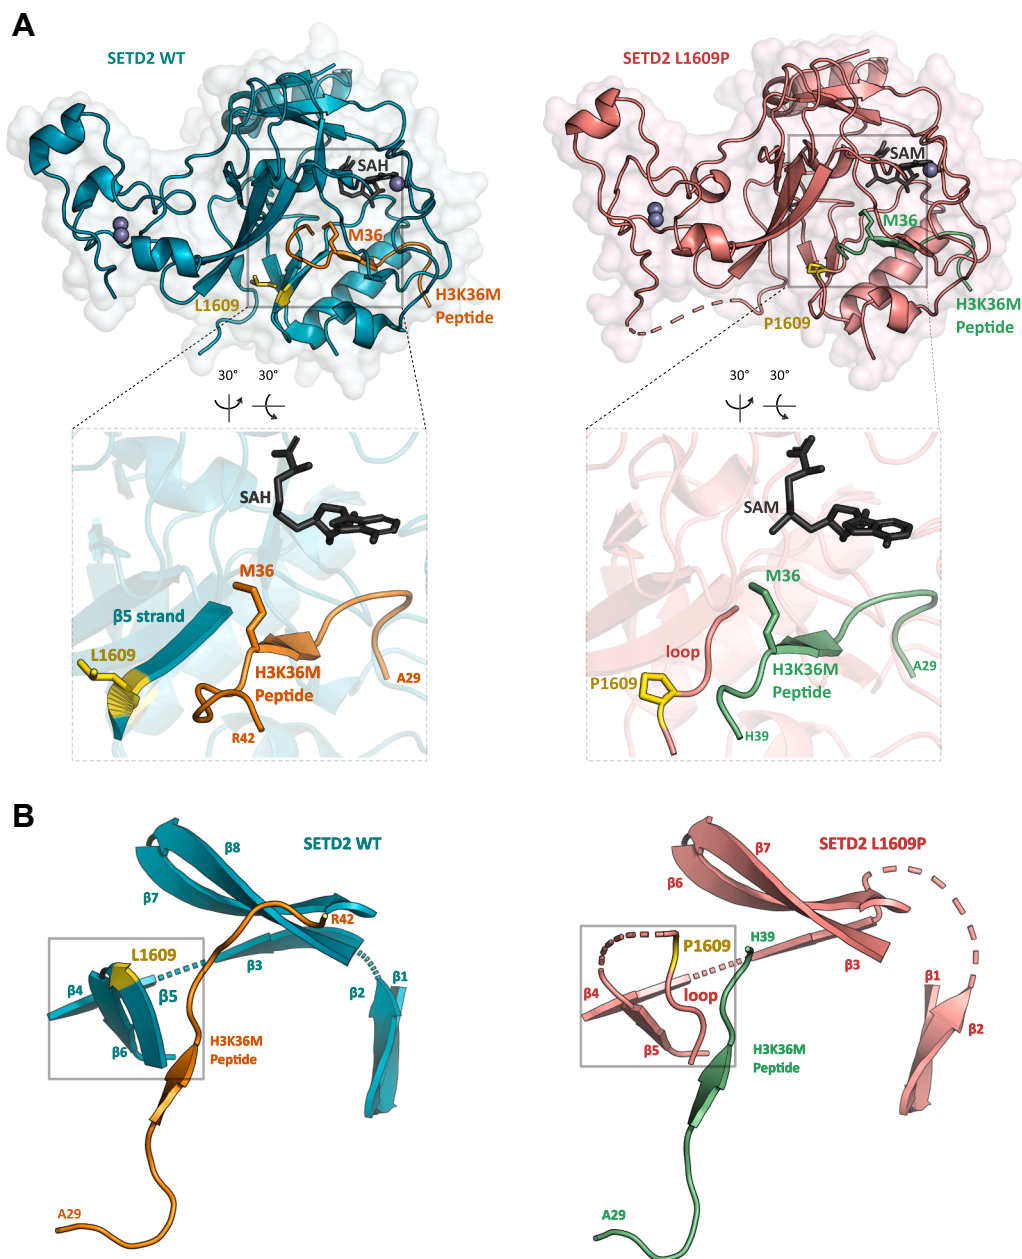 A
SETD2 WT
SAH
M36
L1609
H3K36M
Peptide
SETD2 L1609P
SAM
M36
P1609
H3K36M
Peptide
30° 30°
30° 30°
SAH
M36
β5 strand
L1609
H3K36M
Peptide
A29
R42
SAM
M36
loop
P1609
H3K36M
Peptide
A29
H39
B
SETD2 WT
β8
β7
R42
L1609
β3
β4
β5
β6
β2
β1
H3K36M
Peptide
A29
SETD2 L1609P
β7
β6
P1609
H39
β3
β4
loop
β5
β1
β2
H3K36M
Peptide
A29